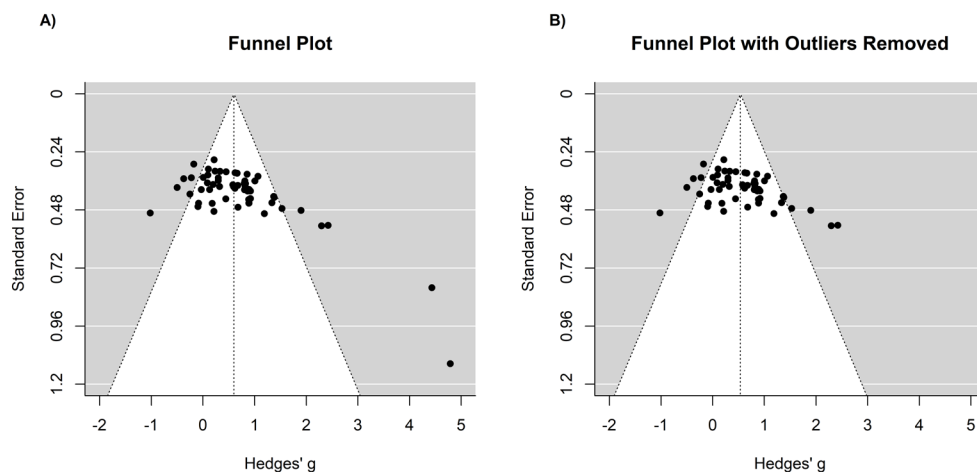 A)
Funnel Plot
Standard Error
0
0.24
0.48
0.72
0.96
1.2
-2 -1 0 1 2 3 4 5
Hedges' g
B)
Funnel Plot with Outliers Removed
Standard Error
0
0.24
0.48
0.72
0.96
1.2
-2 -1 0 1 2 3 4 5
Hedges' g